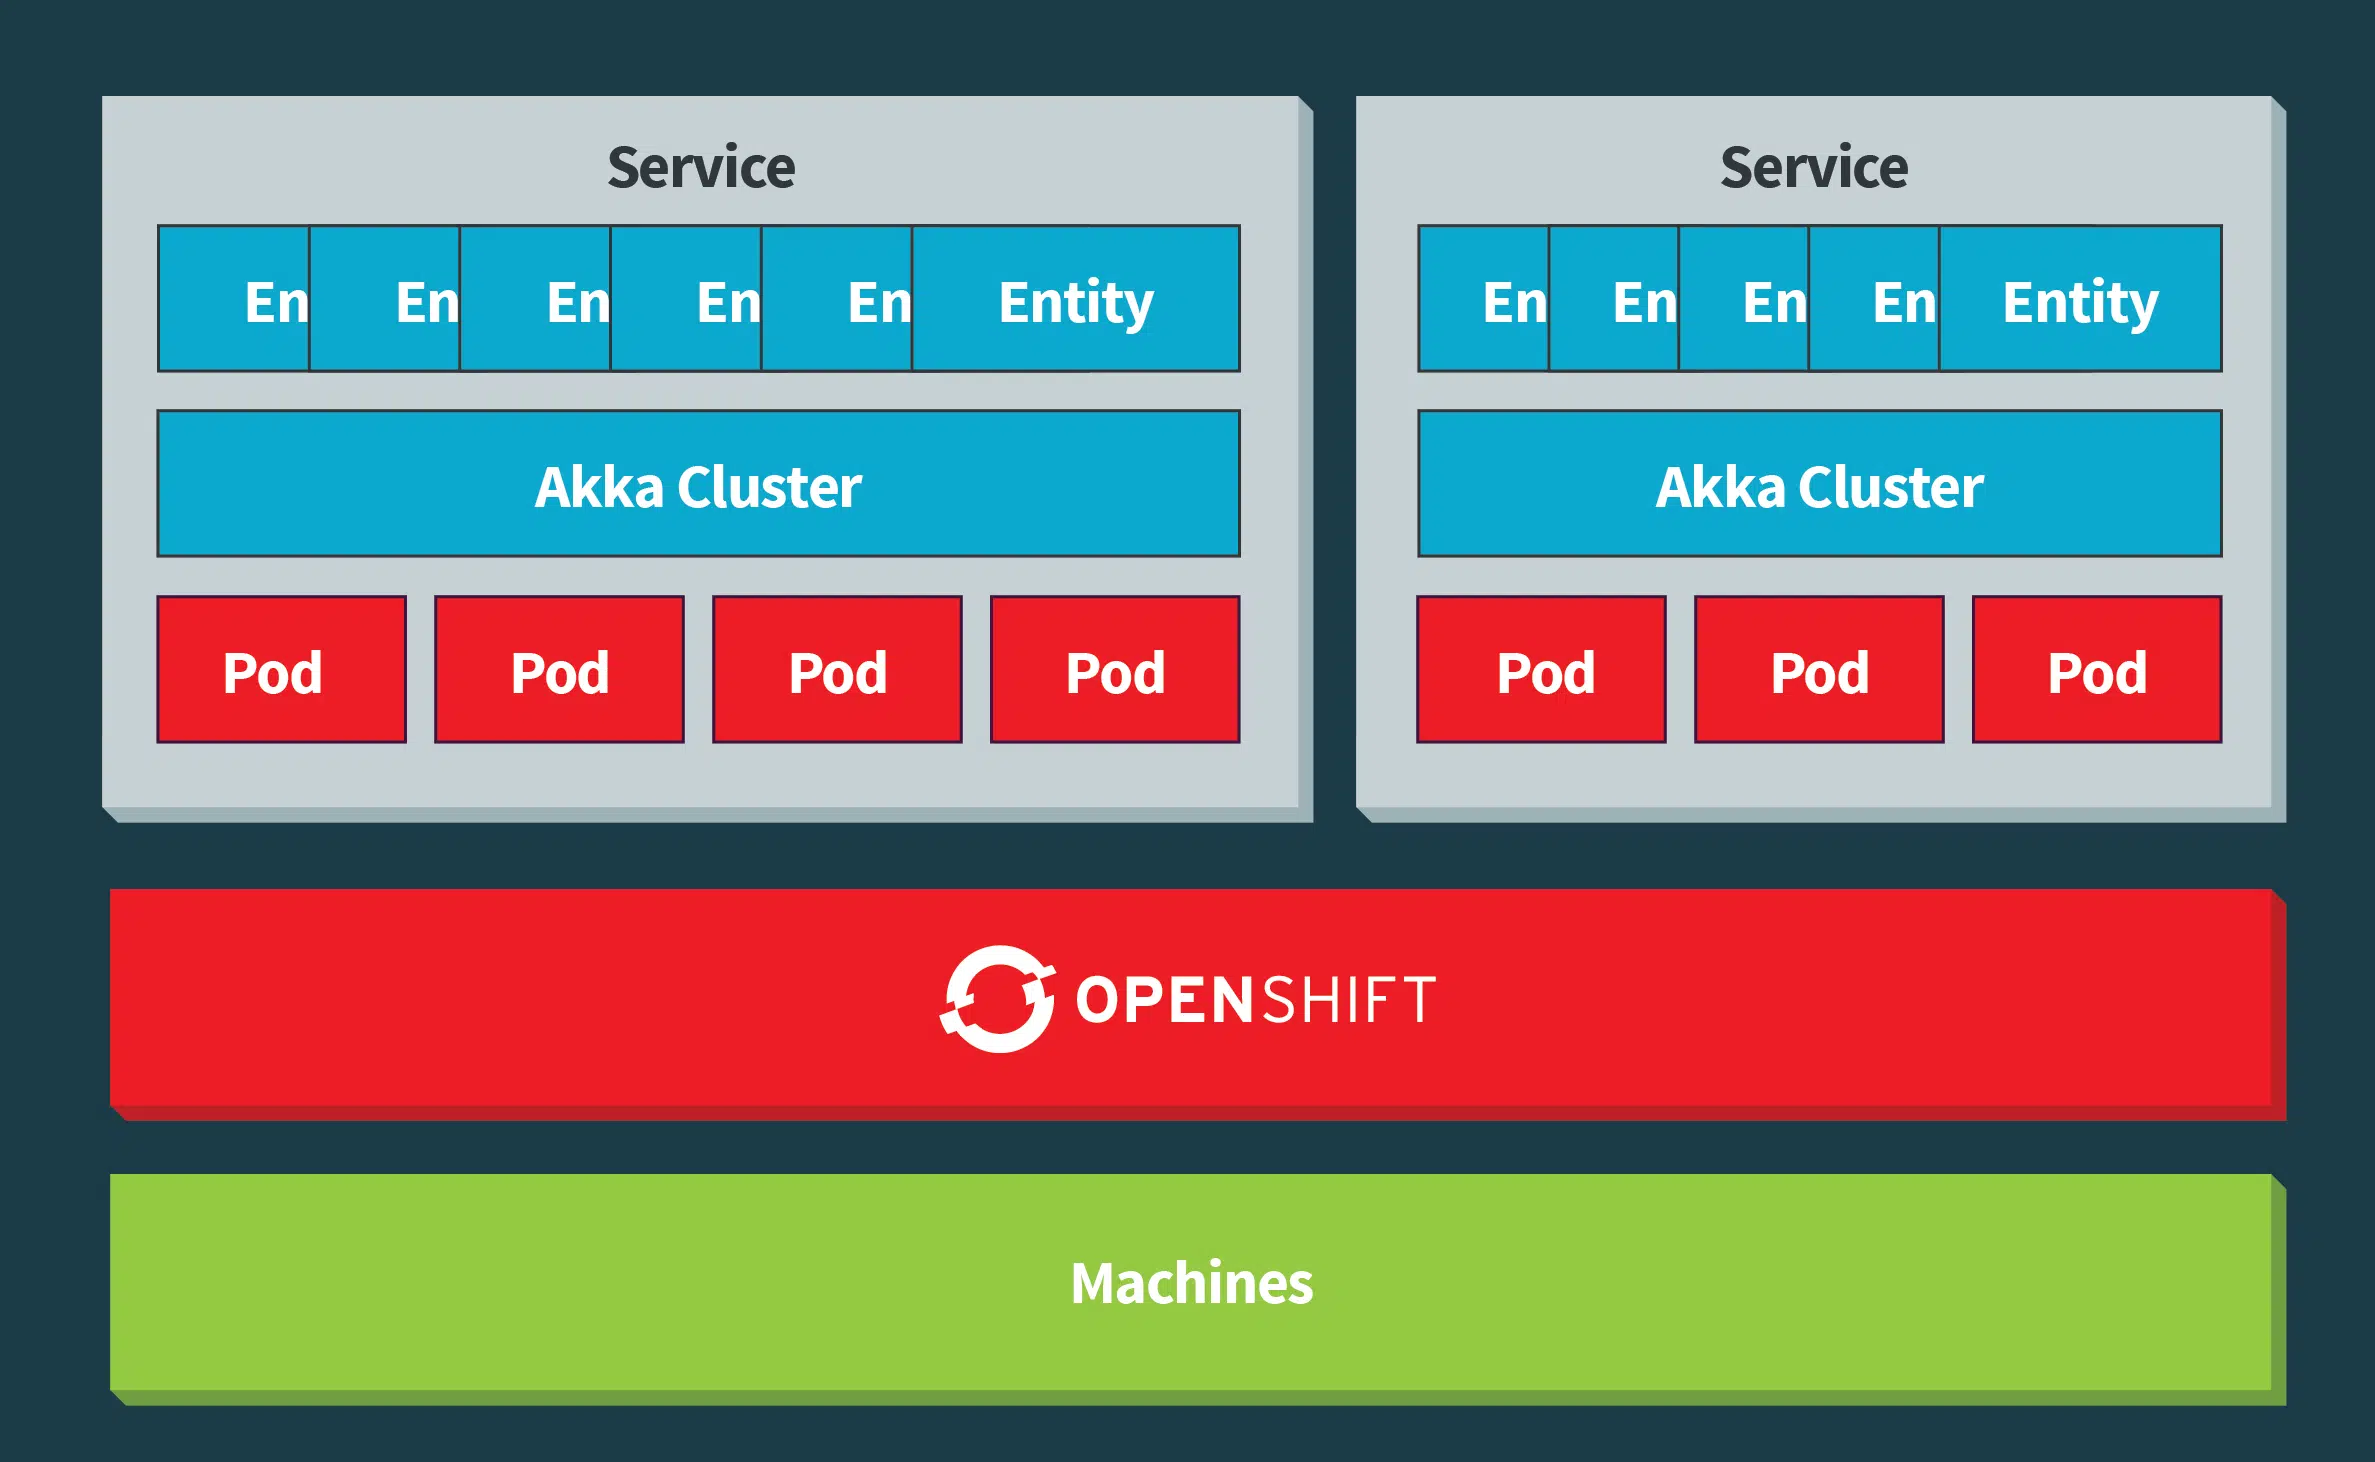 Service
En En En En En Entity
Akka Cluster
Pod Pod Pod Pod
Service
En En En En Entity
Akka Cluster
Pod Pod Pod
OPENSHIFT
Machines